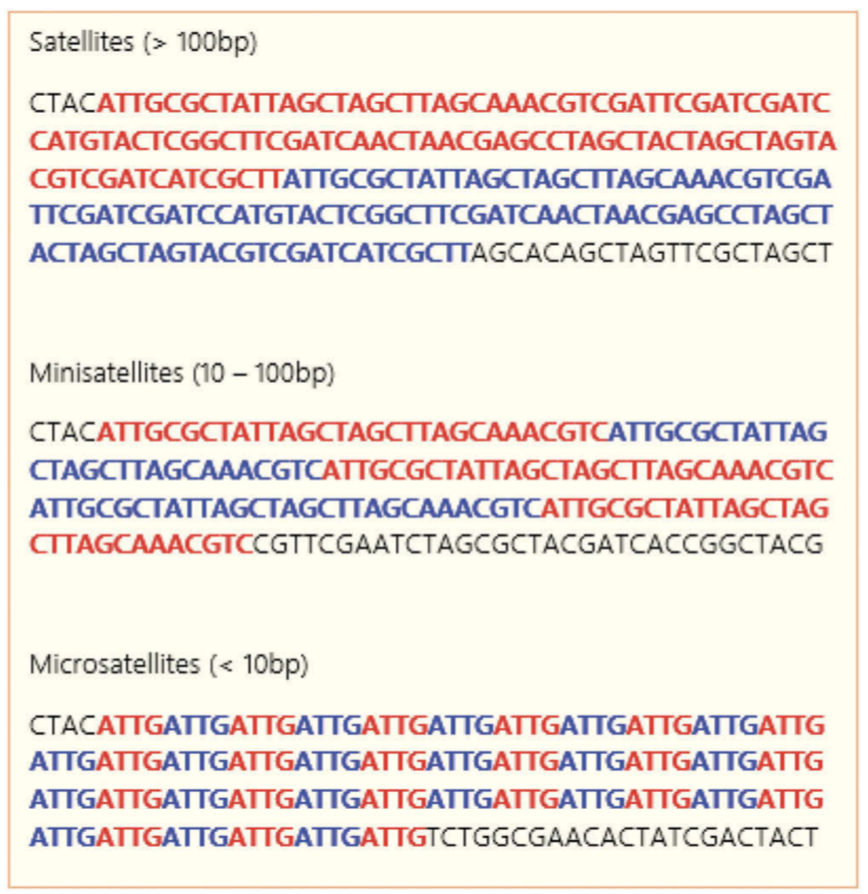 Satellites (> 100bp)
CTACATTGCGCTATTAGCTAGCTTAGCAAACGTCGATTCGATCGATC
CATGTACTCGGCTTCGATCAACTAACGAGCCTAGCTACTAGCTAGTA
CGTCGATCATCGCTTATTGCGCTATTAGCTAGCTTAGCAAACGTCGA
TTCGATCGATCCATGTACTCGGCTTCGATCAACTAACGAGCCTAGCT
ACTAGCTAGTACGTCGATCATCGCTTAGCACAGCTAGTTCGCTAGCT
Minisatellites (10 – 100bp)
CTACATTGCGCTATTAGCTAGCTTAGCAAACGTCATTGCGCTATTAG
CTAGCTTAGCAAACGTCATTGCGCTATTAGCTAGCTTAGCAAACGTC
ATTGCGCTATTAGCTAGCTTAGCAAACGTCATTGCGCTATTAGCTAG
CTTAGCAAACGTCCGTTCGAATCTAGCGCTACGATCACCGGCTACG
Microsatellites (< 10bp)
CTACATTGATTGATTGATTGATTGATTGATTGATTGATTGATTGATTG
ATTGATTGATTGATTGATTGATTGATTGATTGATTGATTGATTGATTG
ATTGATTGATTGATTGATTGATTGATTGATTGATTGATTGATTGATTG
ATTGATTGATTGATTGATTGATTGTCTGGCGAACACTATCGACTACT